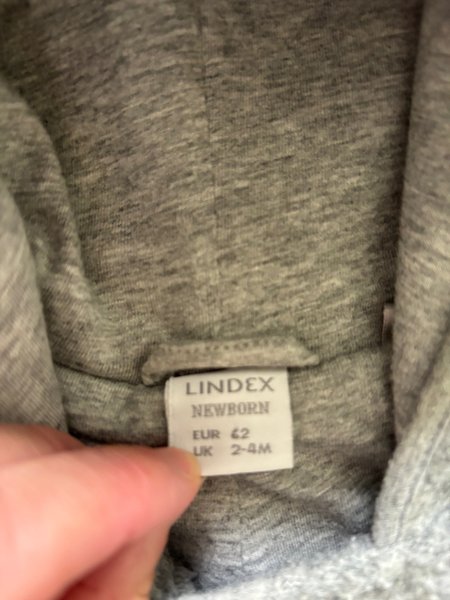 LINDEX
NEWBORN
EUR 62
UK 2-4M